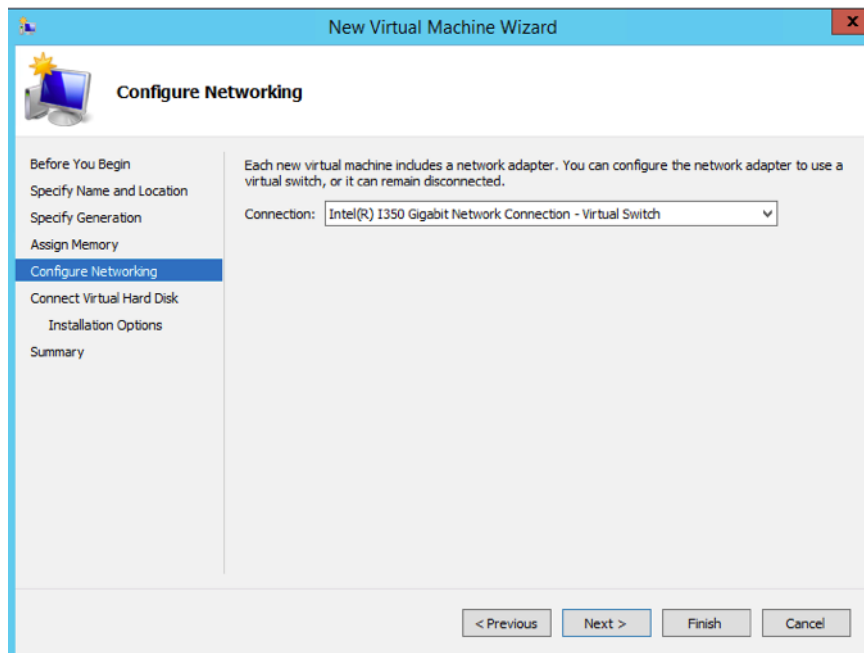 New Virtual Machine Wizard
x
Configure Networking
Before You Begin
Specify Name and Location
Specify Generation
Assign Memory
Configure Networking
Connect Virtual Hard Disk
Installation Options
Summary
Each new virtual machine includes a network adapter. You can configure the network adapter to use a
virtual switch, or it can remain disconnected.
Connection: Intel(R) I350 Gigabit Network Connection - Virtual Switch
< Previous Next > Finish Cancel